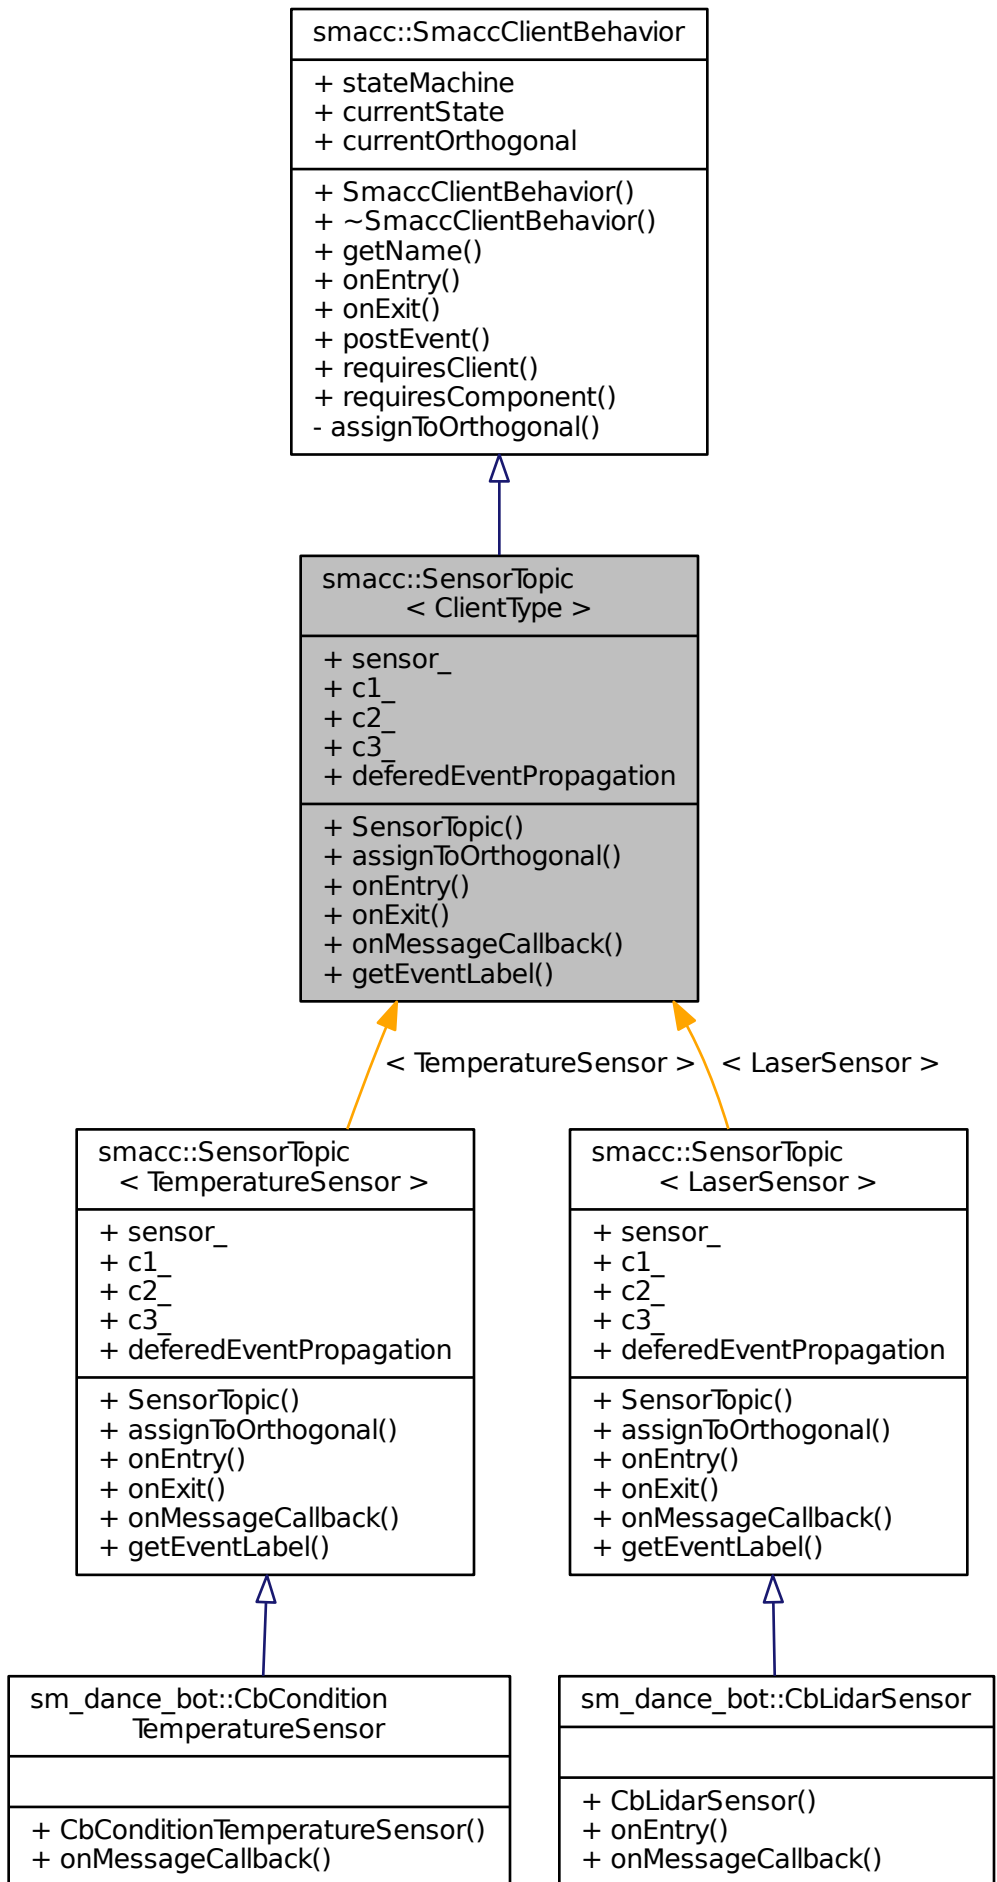 smacc::SmaccClientBehavior
+ stateMachine
+ currentState
+ currentOrthogonal
+ SmaccClientBehavior()
+ ~SmaccClientBehavior()
+ getName()
+ onEntry()
+ onExit()
+ postEvent()
+ requiresClient()
+ requiresComponent()
- assignToOrthogonal()
smacc::SensorTopic
< ClientType >
+ sensor_
+ c1_
+ c2_
+ c3_
+ deferedEventPropagation
+ SensorTopic()
+ assignToOrthogonal()
+ onEntry()
+ onExit()
+ onMessageCallback()
+ getEventLabel()
< TemperatureSensor >
< LaserSensor >
smacc::SensorTopic
< TemperatureSensor >
+ sensor_
+ c1_
+ c2_
+ c3_
+ deferedEventPropagation
+ SensorTopic()
+ assignToOrthogonal()
+ onEntry()
+ onExit()
+ onMessageCallback()
+ getEventLabel()
smacc::SensorTopic
< LaserSensor >
+ sensor_
+ c1_
+ c2_
+ c3_
+ deferedEventPropagation
+ SensorTopic()
+ assignToOrthogonal()
+ onEntry()
+ onExit()
+ onMessageCallback()
+ getEventLabel()
sm_dance_bot::CbCondition
TemperatureSensor
+ CbConditionTemperatureSensor()
+ onMessageCallback()
sm_dance_bot::CbLidarSensor
+ CbLidarSensor()
+ onEntry()
+ onMessageCallback()